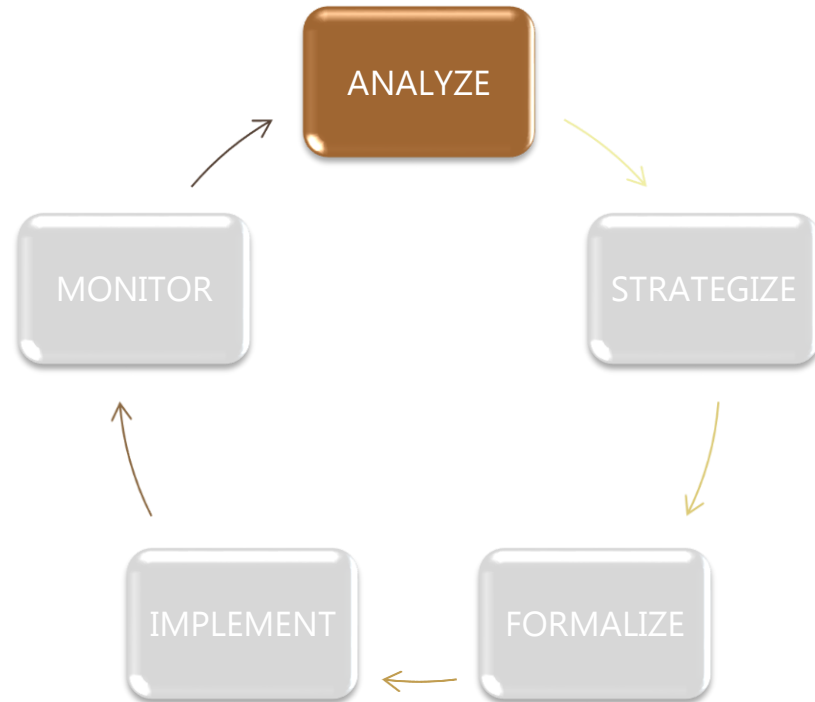 ANALYZE
STRATEGIZE
FORMALIZE
IMPLEMENT
MONITOR